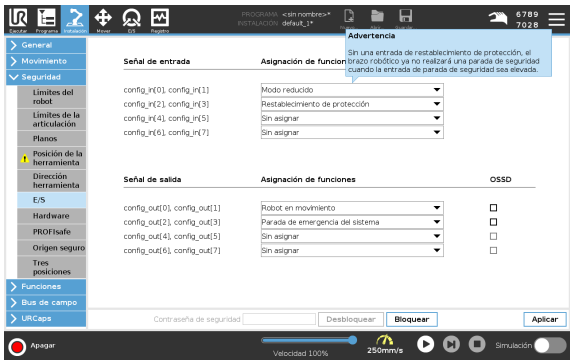 PROGRAMA <sin nombre>*
INSTALACIÓN default_1*
6789
7028
Ejecutar Programa Instalación Mover E/S Registro
Advertencia
Sin una entrada de restablecimiento de protección, el
brazo robótico ya no realizará una parada de seguridad
cuando la entrada de parada de seguridad sea elevada.
General
Movimiento
Seguridad
Límites del
robot
Límites de la
articulación
Planos
Posición de la
herramienta
Dirección
herramienta
E/S
Hardware
PROFIsafe
Origen seguro
Tres
posiciones
Funciones
Bus de campo
URCaps
Señal de entrada Asignación de funcion
config_in[0], config_in[1] Modo reducido
config_in[2], config_in[3] Restablecimiento de protección
config_in[4], config_in[5] Sin asignar
config_in[6], config_in[7] Sin asignar
Señal de salida Asignación de funciones OSSD
config_out[0], config_out[1] Robot en movimiento
config_out[2], config_out[3] Parada de emergencia del sistema
config_out[4], config_out[5] Sin asignar
config_out[6], config_out[7] Sin asignar
Contraseña de seguridad Desbloquear Bloquear Aplicar
Apagar
Velocidad 100%
250mm/s
Simulación